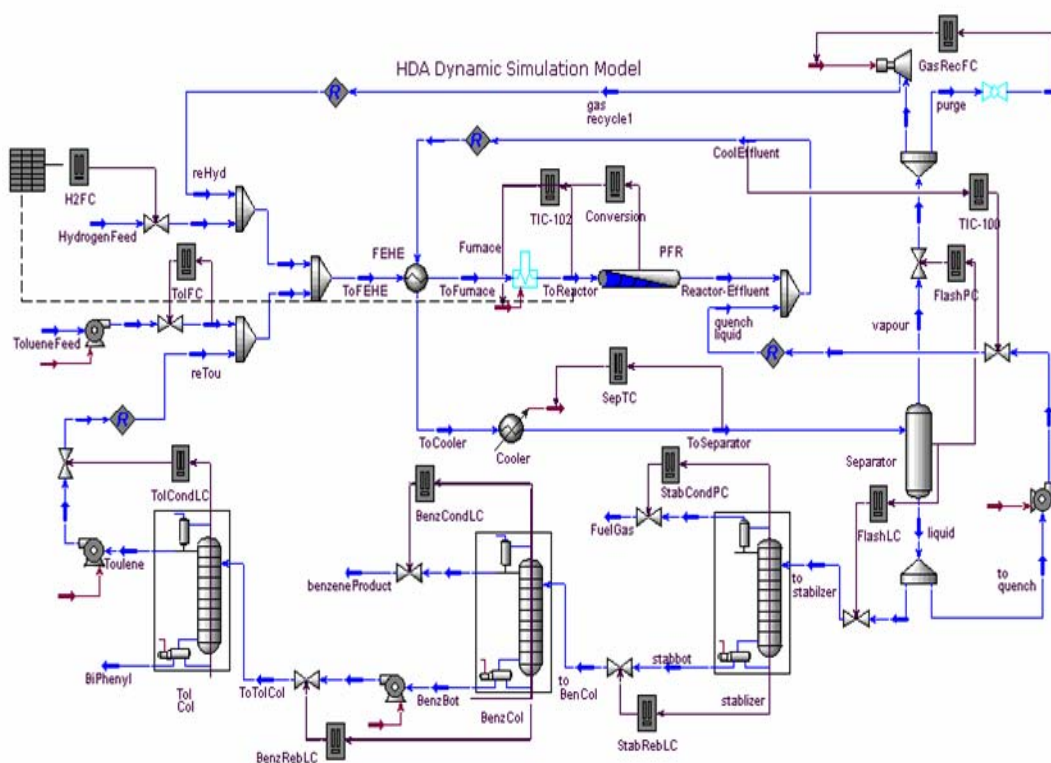 GasRecFC
HDA Dynamic Simulation Model
R
gas
recycle1
purge
R
CoolEffluent
H2FC
reHyd
TIC-102
Conversion
TIC-100
HydrogenFeed
FEHE
Furnace
PFR
TolFC
ToFEHE
ToFurnace
ToReactor
Reactor-Effluent
FlashPC
quench
liquid
vapour
TolueneFeed
reTou
R
SepTC
R
ToCooler
Cooler
ToSeparator
Separator
TolCondLC
BenzCondLC
StabCondPC
FlashLC
FuelGas
liquid
Toulene
benzeneProduct
to
stabilzer
to
quench
BiPhenyl
Tol
Col
ToTolCol
BenzBot
BenzCol
to
BenCol
stabbot
stablizer
BenzRebLC
StabRebLC